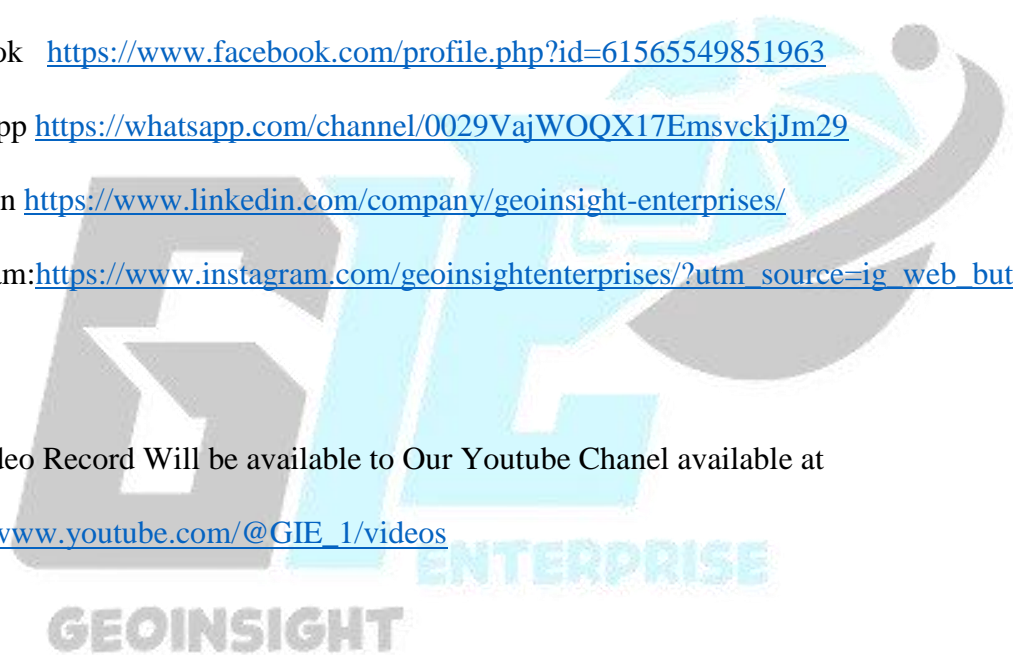 ok https://www.facebook.com/profile.php?id=61565549851963
pp https://whatsapp.com/channel/0029VajWOQX17EmsvckjJm29
n https://www.linkedin.com/company/geoinsight-enterprises/
am:https://www.instagram.com/geoinsightenterprises/?utm_source=ig_web_but
deo Record Will be available to Our Youtube Chanel available at
www.youtube.com/@GIE_1/videos
GIE
ENTERPRISE
GEOINSIGHT